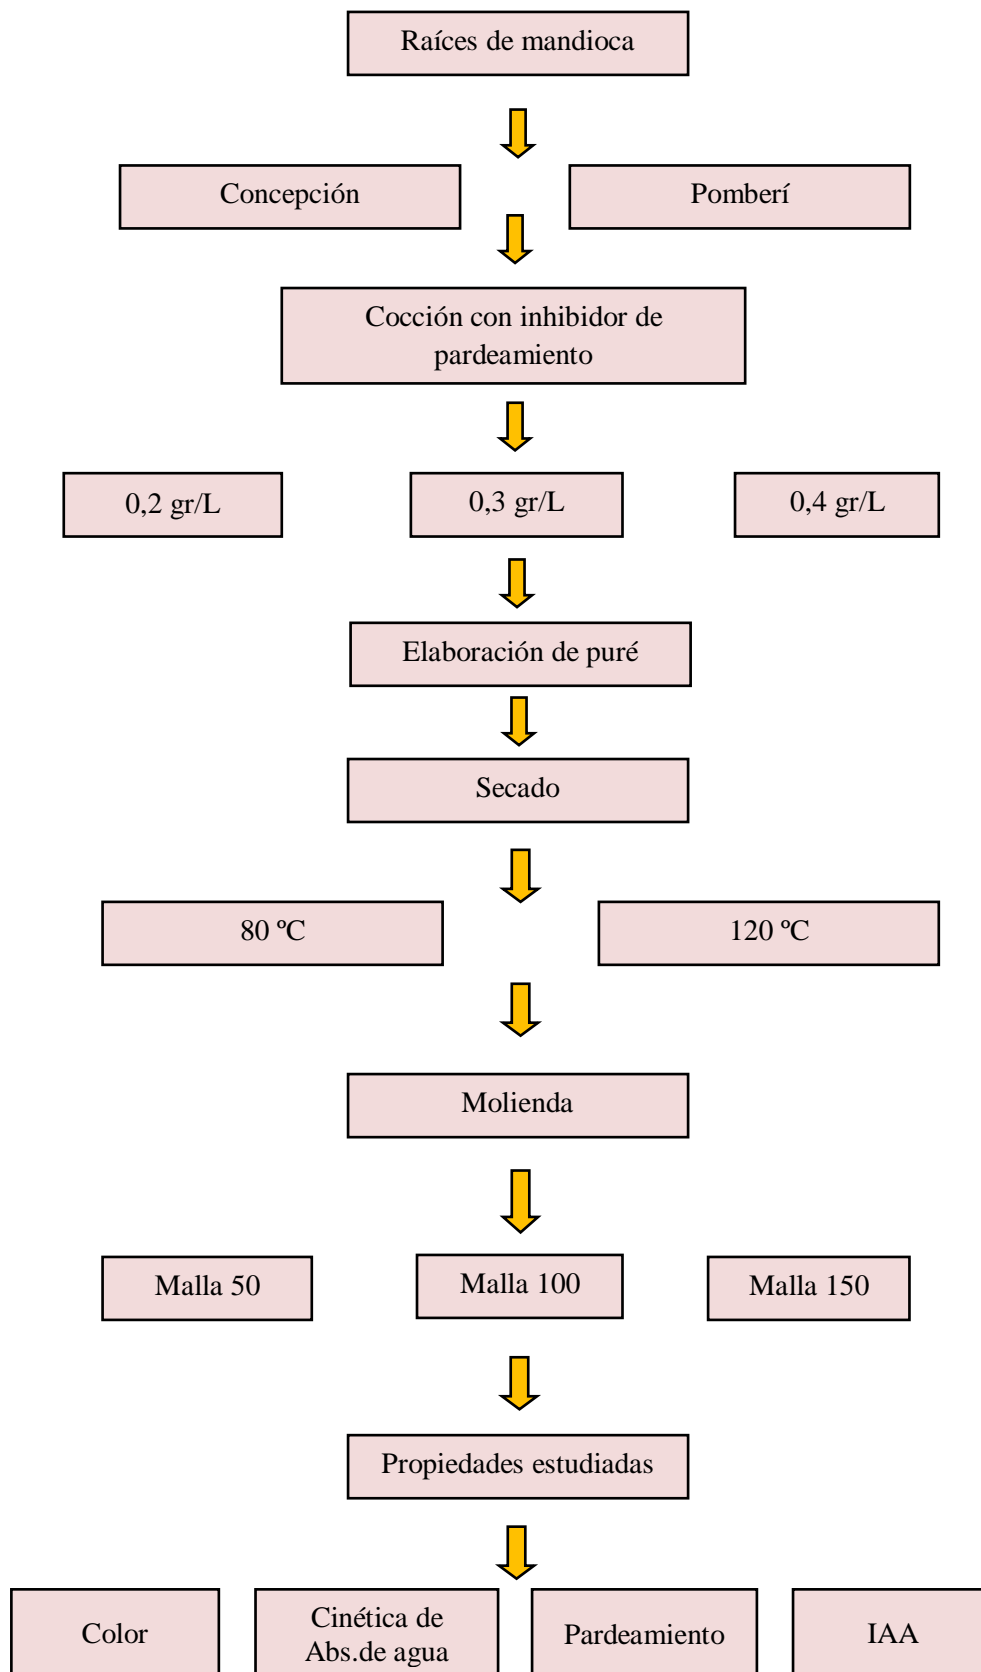 Raíces de mandioca
Concepción
Pomberí
Cocción con inhibidor de
pardeamiento
0,2 gr/L
0,3 gr/L
0,4 gr/L
Elaboración de puré
Secado
80 ºC
120 ºC
Molienda
Malla 50
Malla 100
Malla 150
Propiedades estudiadas
Color
Cinética de
Abs.de agua
Pardeamiento
IAA